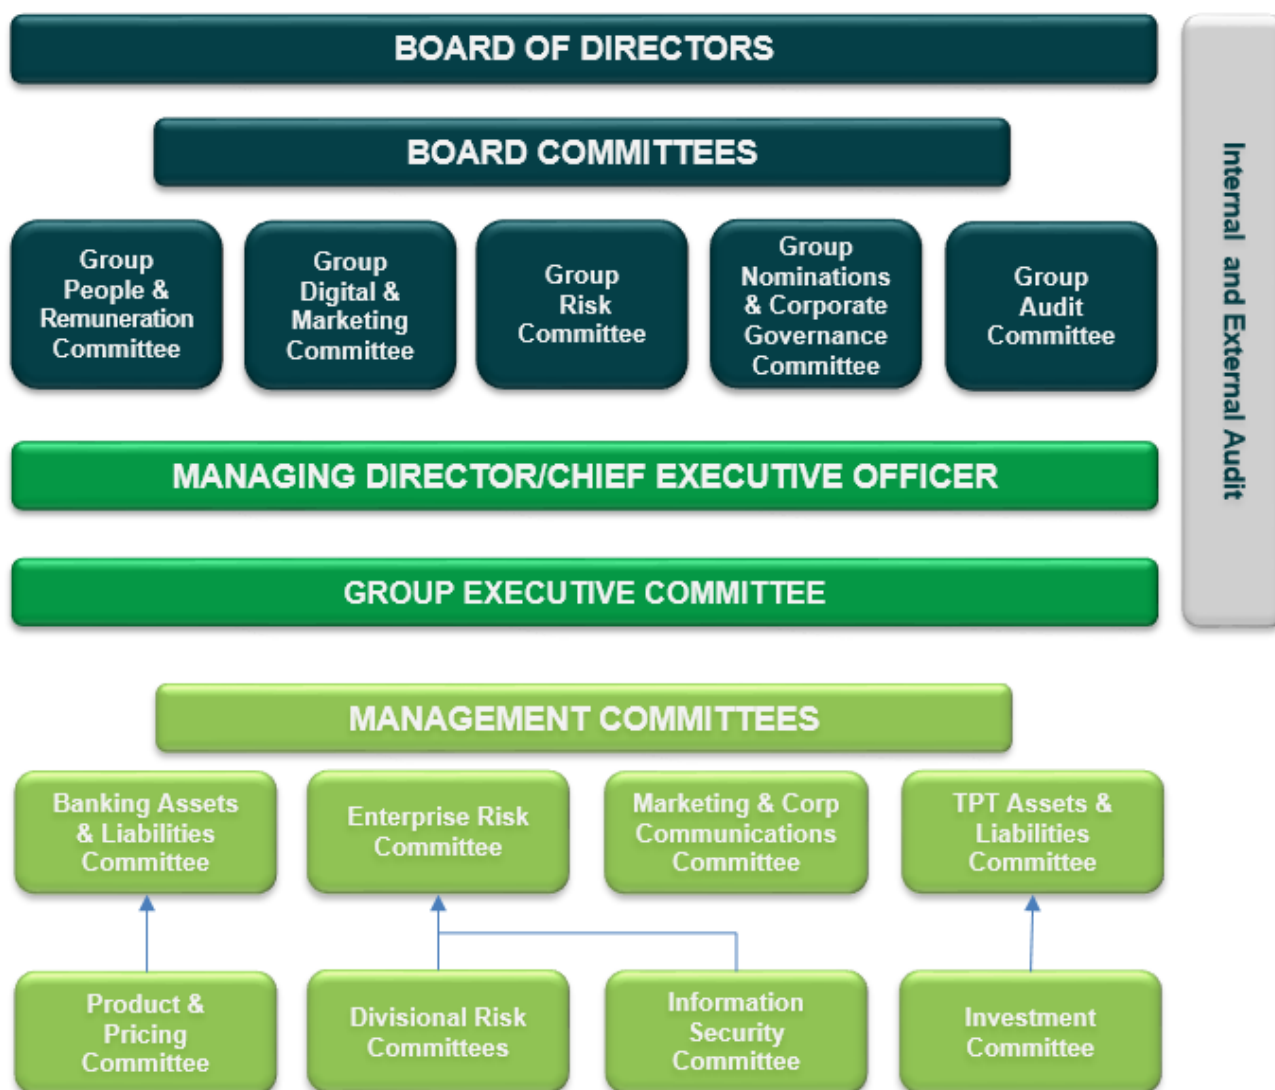 BOARD OF DIRECTORS
BOARD COMMITTEES
Group
People &
Remuneration
Committee
Group
Digital &
Marketing
Committee
Group
Risk
Committee
Group
Nominations
& Corporate
Governance
Committee
Group
Audit
Committee
Internal and External Audit
MANAGING DIRECTOR/CHIEF EXECUTIVE OFFICER
GROUP EXECUTIVE COMMITTEE
MANAGEMENT COMMITTEES
Banking Assets
& Liabilities
Committee
Enterprise Risk
Committee
Marketing & Corp
Communications
Committee
TPT Assets &
Liabilities
Committee
Product &
Pricing
Committee
Divisional Risk
Committees
Information
Security
Committee
Investment
Committee